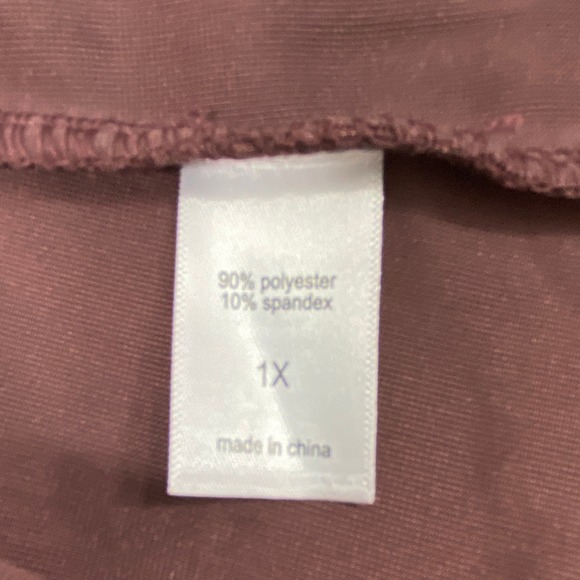 90% polyester
10% spandex
1X
made in china